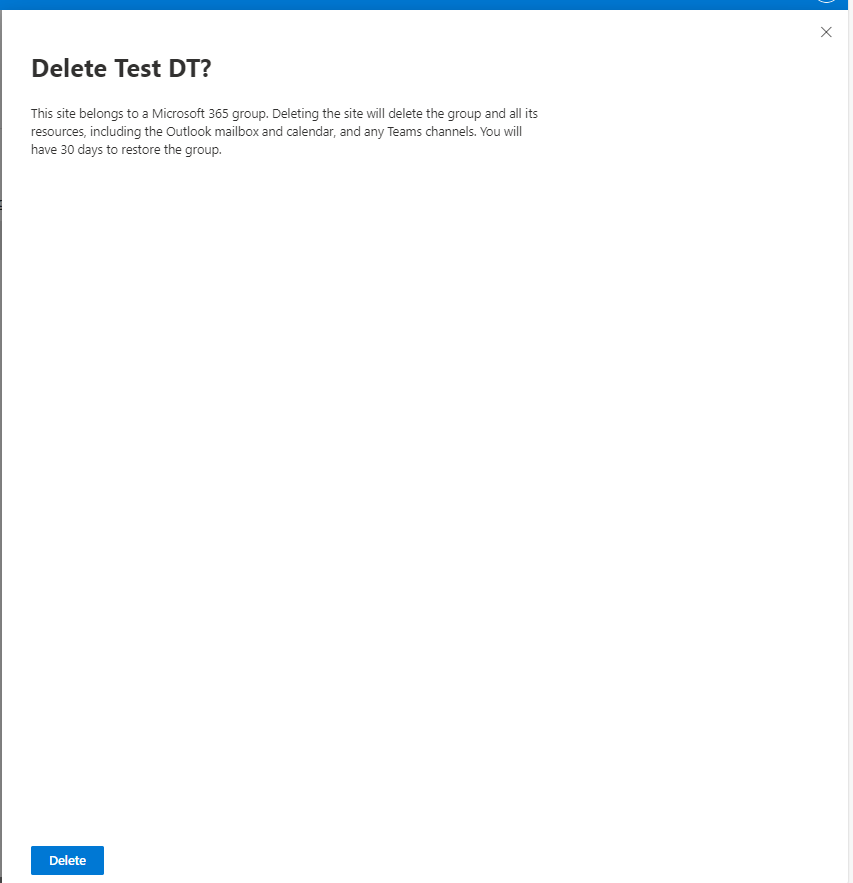 Delete Test DT?
This site belongs to a Microsoft 365 group. Deleting the site will delete the group and all its
resources, including the Outlook mailbox and calendar, and any Teams channels. You will
have 30 days to restore the group.
Delete